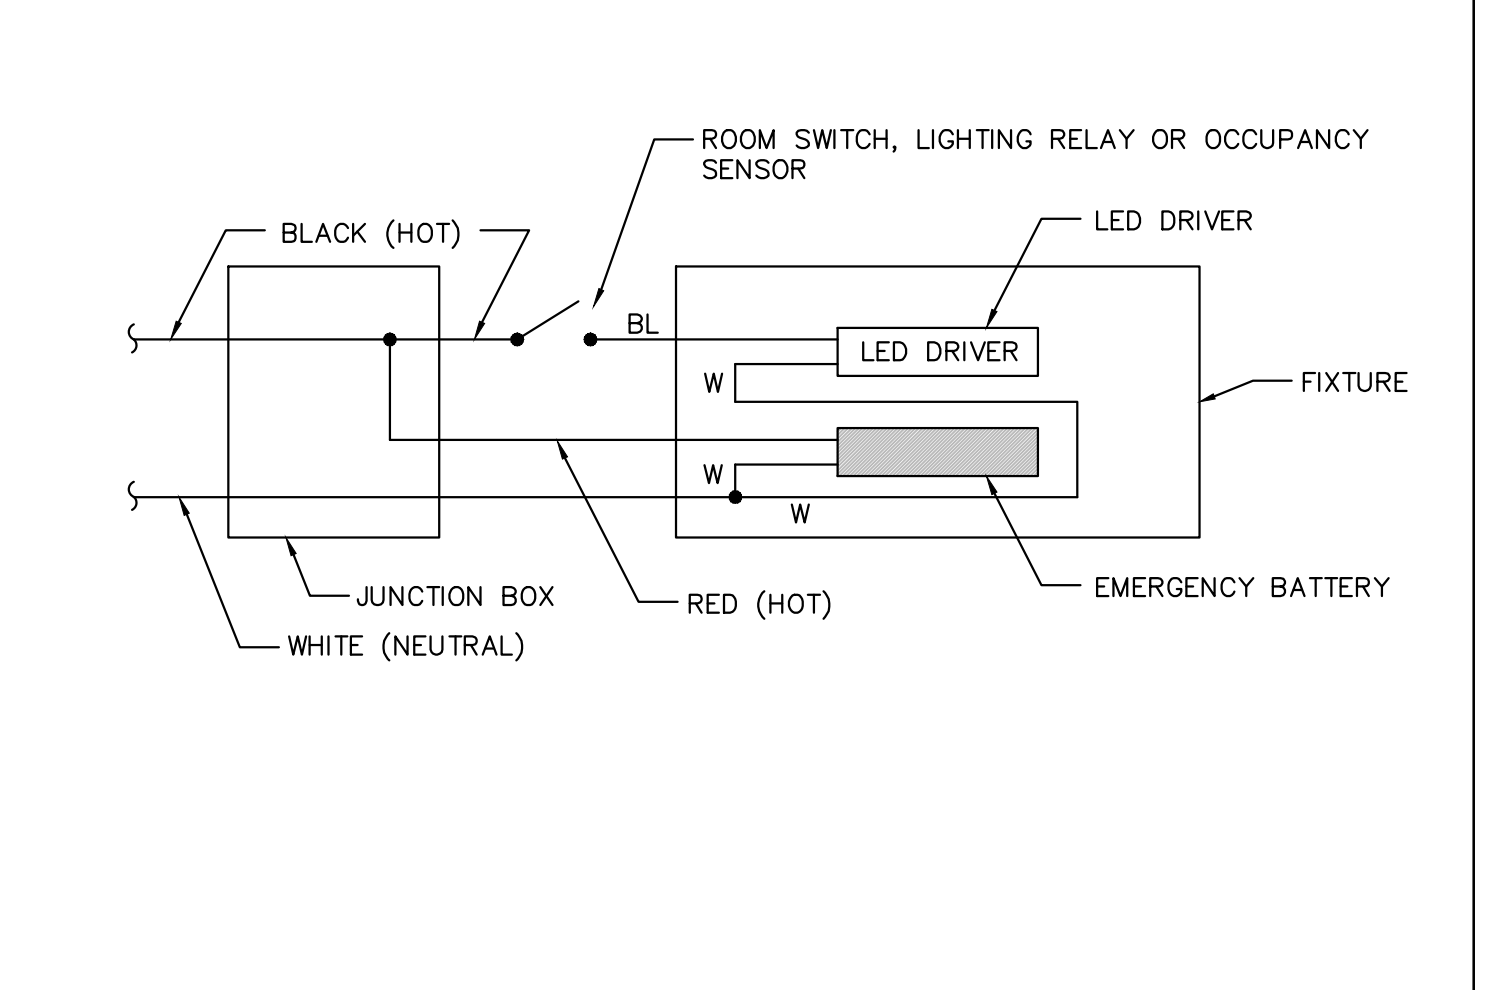 ROOM SWITCH, LIGHTING RELAY OR OCCUPANCY
SENSOR
LED DRIVER
BLACK (HOT)
BL
LED DRIVER
W
FIXTURE
W
W
JUNCTION BOX
RED (HOT)
EMERGENCY BATTERY
WHITE (NEUTRAL)